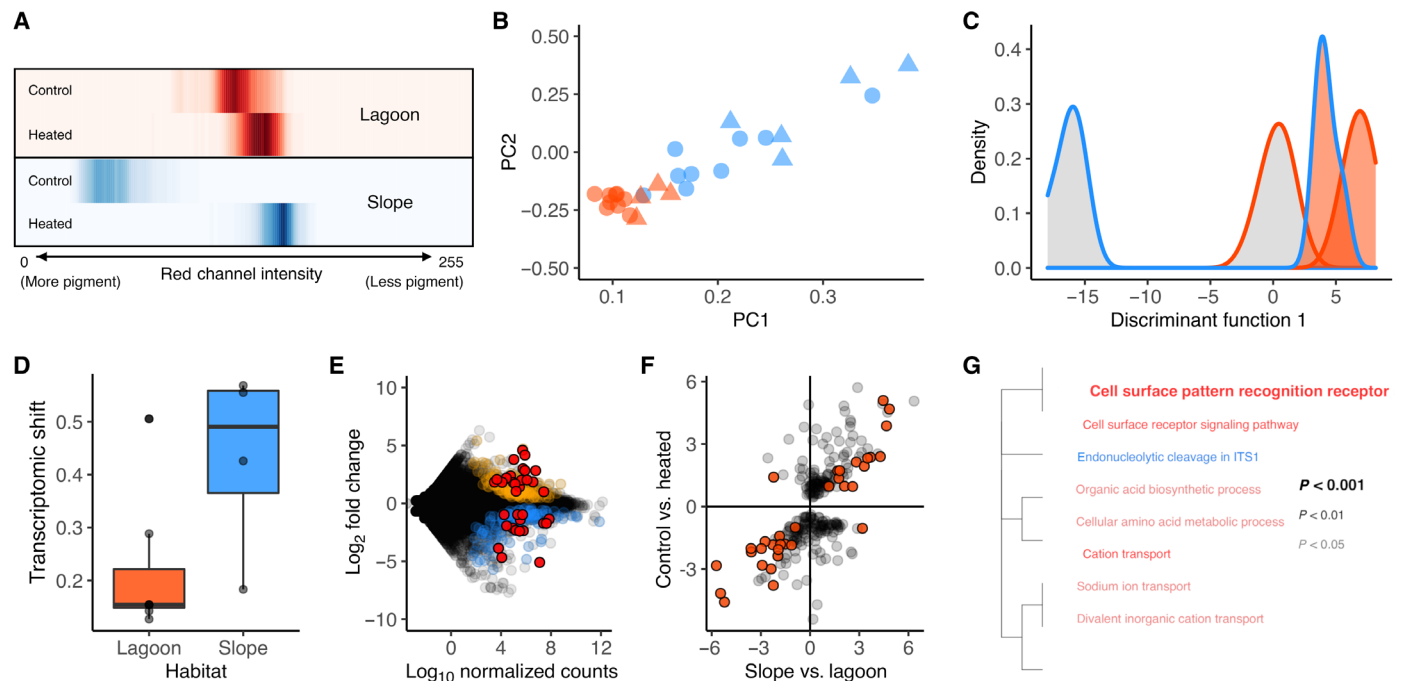 A
Control
Lagoon
Heated
Control
Slope
Heated
0
255
Red channel intensity
(More pigment)
(Less pigment)
B
0.50
0.25
0.00
−0.25
−0.50
PC2
0.1
0.2
0.3
PC1
C
0.4
0.3
0.2
0.1
0.0
Density
−15
−10
−5
0
5
Discriminant function 1
D
0.5
0.4
0.3
0.2
Transcriptomic shift
Lagoon
Slope
Habitat
E
10
5
0
−5
−10
Log2 fold change
0
4
8
12
Log10 normalized counts
F
6
3
0
-3
Control vs. heated
−6
−3
0
3
6
Slope vs. lagoon
G
Cell surface pattern recognition receptor
Cell surface receptor signaling pathway
Endonucleolytic cleavage in ITS1
Organic acid biosynthetic process
P < 0.001
Cellular amino acid metabolic process
P < 0.01
Cation transport
P < 0.05
Sodium ion transport
Divalent inorganic cation transport